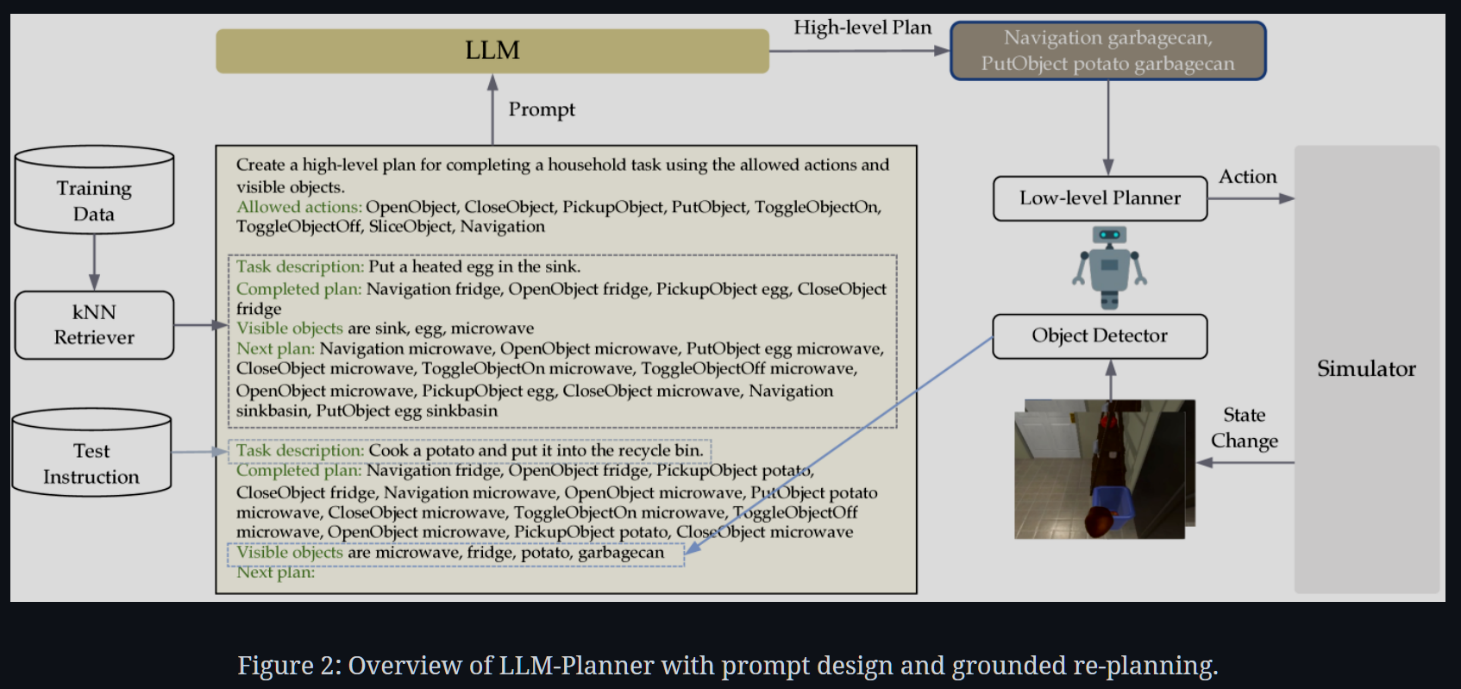 LLM
High-level Plan
Navigation garbagecan,
PutObject potato garbagecan
Prompt
Training
Data
kNN
Retriever
Test
Instruction
Create a high-level plan for completing a household task using the allowed actions and
visible objects.
Allowed actions: OpenObject, CloseObject, PickupObject, PutObject, ToggleObjectOn,
ToggleObjectOff, SliceObject, Navigation
Task description: Put a heated egg in the sink.
Completed plan: Navigation fridge, OpenObject fridge, PickupObject egg, CloseObject
fridge
Visible objects are sink, egg, microwave
Next plan: Navigation microwave, OpenObject microwave, PutObject egg microwave,
CloseObject microwave, ToggleObjectOn microwave, ToggleObjectOff microwave,
OpenObject microwave, PickupObject egg, CloseObject microwave, Navigation
sinkbasin, PutObject egg sinkbasin
Task description: Cook a potato and put it into the recycle bin.
Completed plan: Navigation fridge, OpenObject fridge, PickupObject potato,
CloseObject fridge, Navigation microwave, OpenObject microwave, PutObject potato
microwave, CloseObject microwave, ToggleObjectOn microwave, ToggleObjectOff
microwave, OpenObject microwave, PickupObject potato, CloseObject microwave
Visible objects are microwave, fridge, potato, garbagecan
Next plan:
Low-level Planner
Action
Object Detector
State
Change
Simulator
Figure 2: Overview of LLM-Planner with prompt design and grounded re-planning.